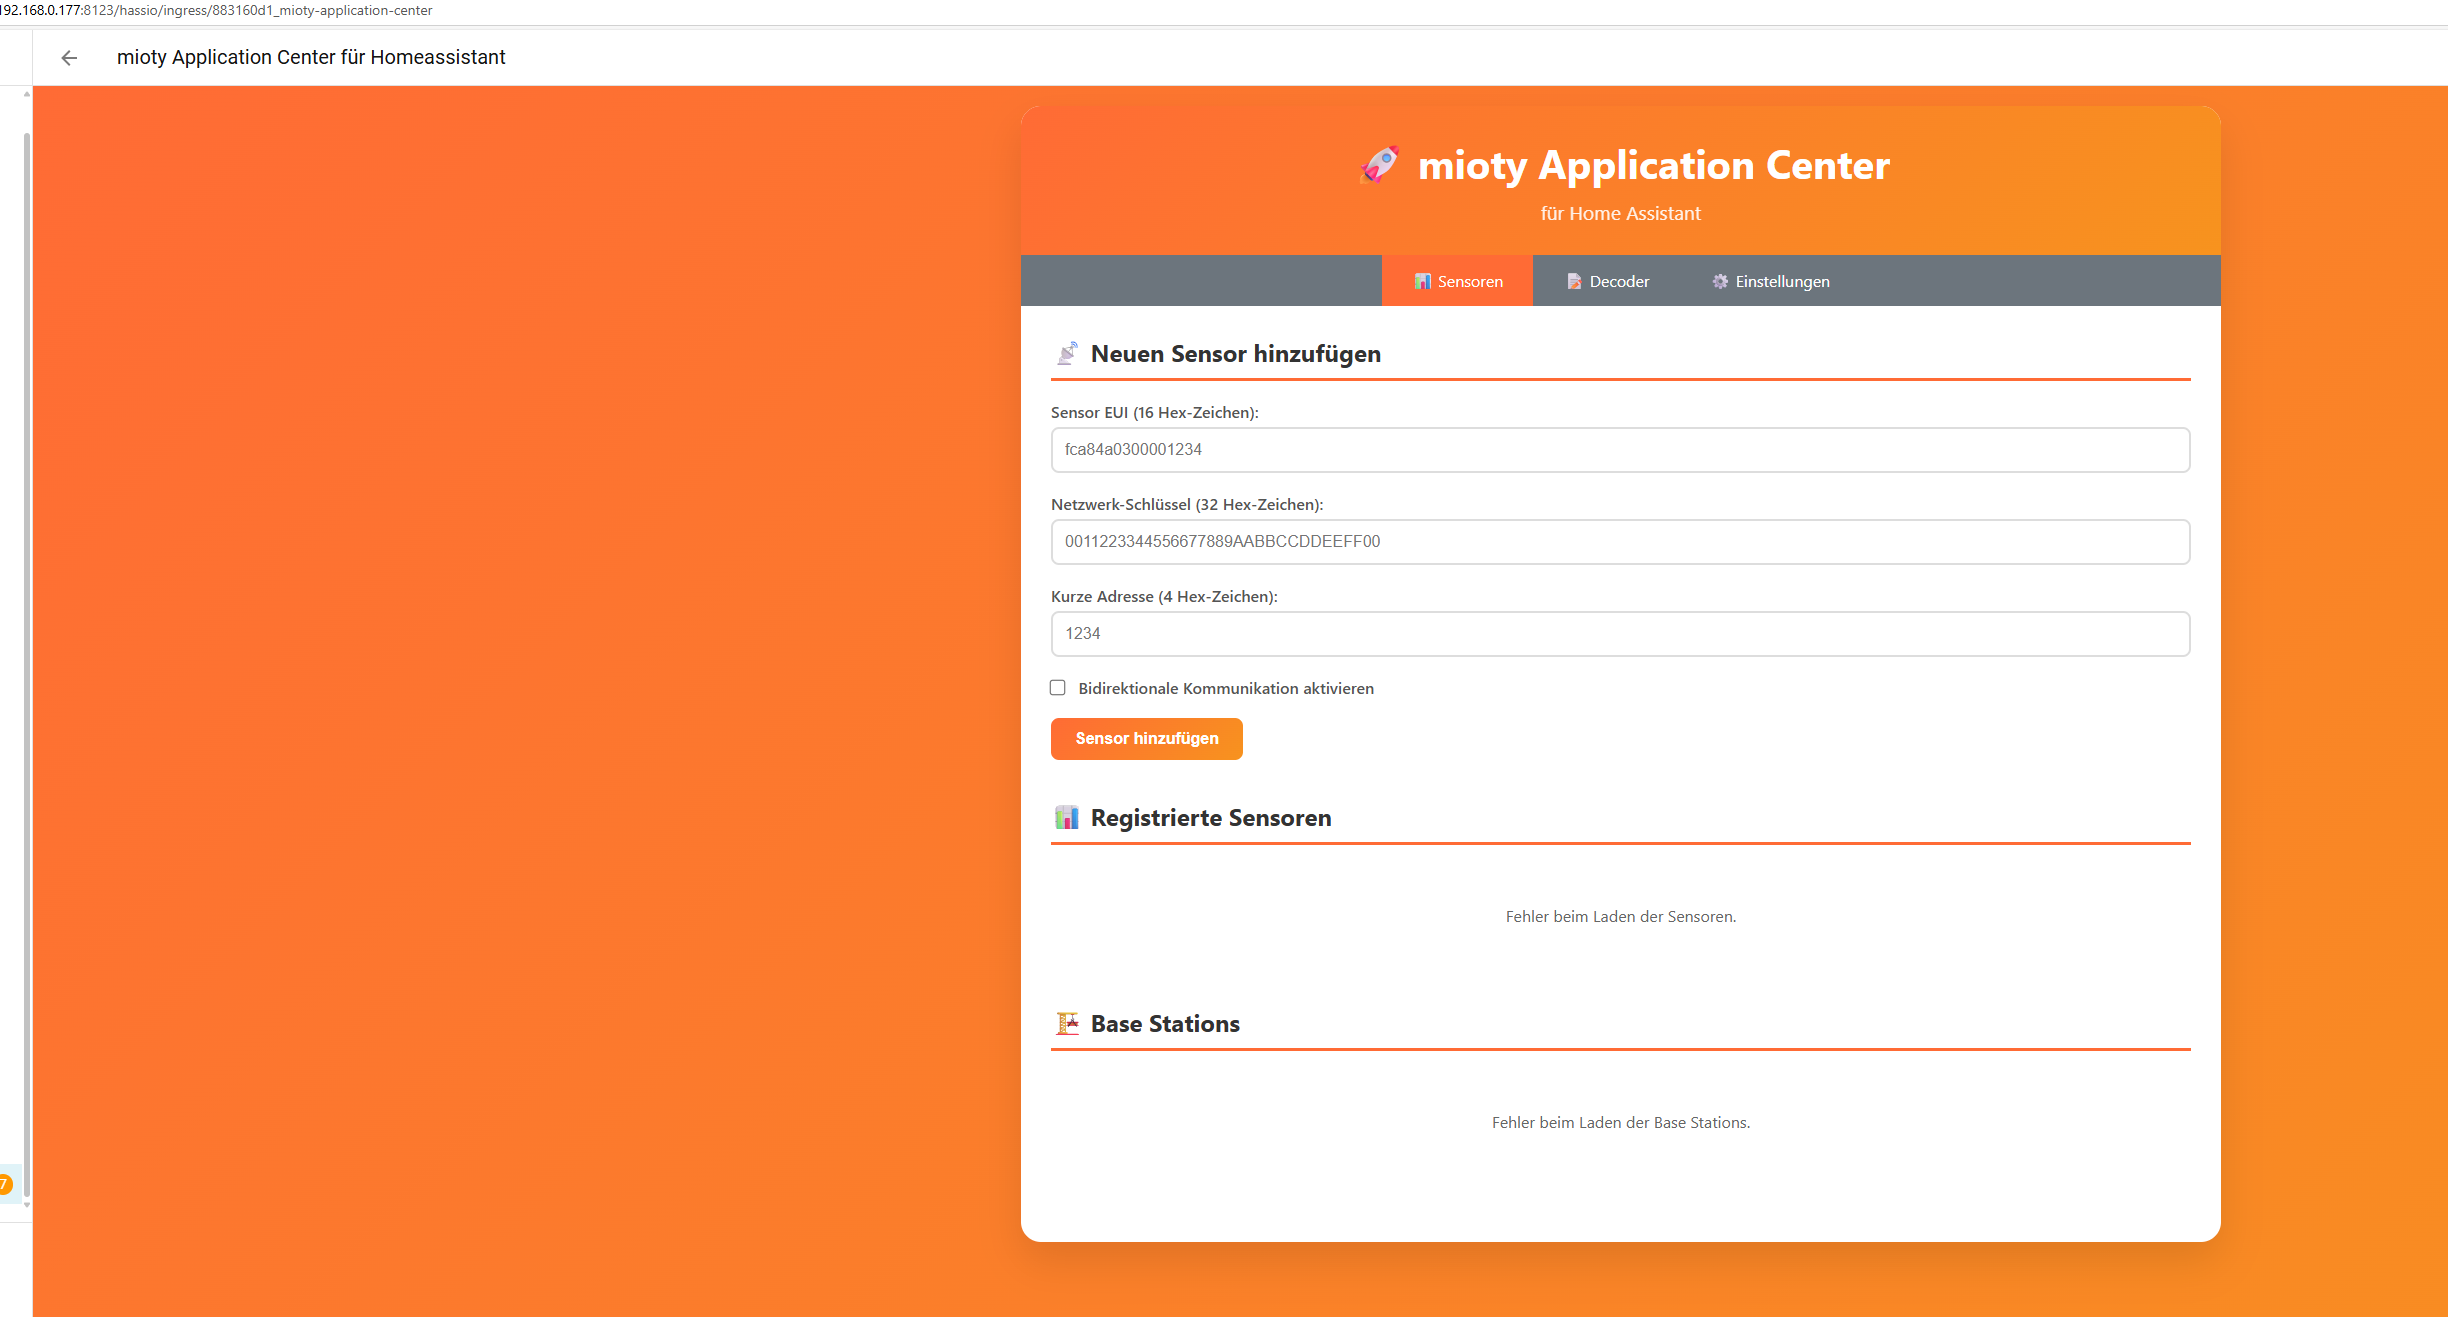 192.168.0.177:8123/hassio/ingress/883160d1_mioty-application-center
mioty Application Center für Homeassistant
mioty Application Center
für Home Assistant
Sensoren
Decoder
Einstellungen
Neuen Sensor hinzufügen
Sensor EUI (16 Hex-Zeichen):
fca84a0300001234
Netzwerk-Schlüssel (32 Hex-Zeichen):
0011223344556677889AABBCCDDEEFF00
Kurze Adresse (4 Hex-Zeichen):
1234
Bidirektionale Kommunikation aktivieren
Sensor hinzufügen
Registrierte Sensoren
Fehler beim Laden der Sensoren.
Base Stations
Fehler beim Laden der Base Stations.
7